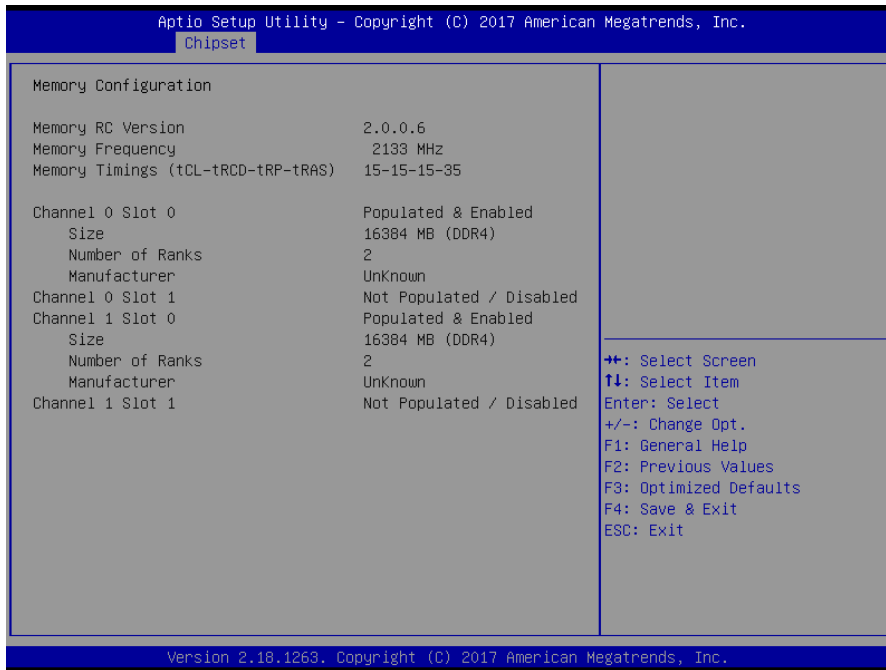 Aptio Setup Utility – Copyright (C) 2017 American Megatrends, Inc.
Chipset
Memory Configuration
Memory RC Version 2.0.0.6
Memory Frequency 2133 MHz
Memory Timings (tCL-tRCD-tRP-tRAS) 15-15-15-35
Channel 0 Slot 0 Populated & Enabled
Size 16384 MB (DDR4)
Number of Ranks 2
Manufacturer UnKnown
Channel 0 Slot 1 Not Populated / Disabled
Channel 1 Slot 0 Populated & Enabled
Size 16384 MB (DDR4)
Number of Ranks 2
Manufacturer UnKnown
Channel 1 Slot 1 Not Populated / Disabled
→←: Select Screen
↑↓: Select Item
Enter: Select
+/-: Change Opt.
F1: General Help
F2: Previous Values
F3: Optimized Defaults
F4: Save & Exit
ESC: Exit
Version 2.18.1263. Copyright (C) 2017 American Megatrends, Inc.